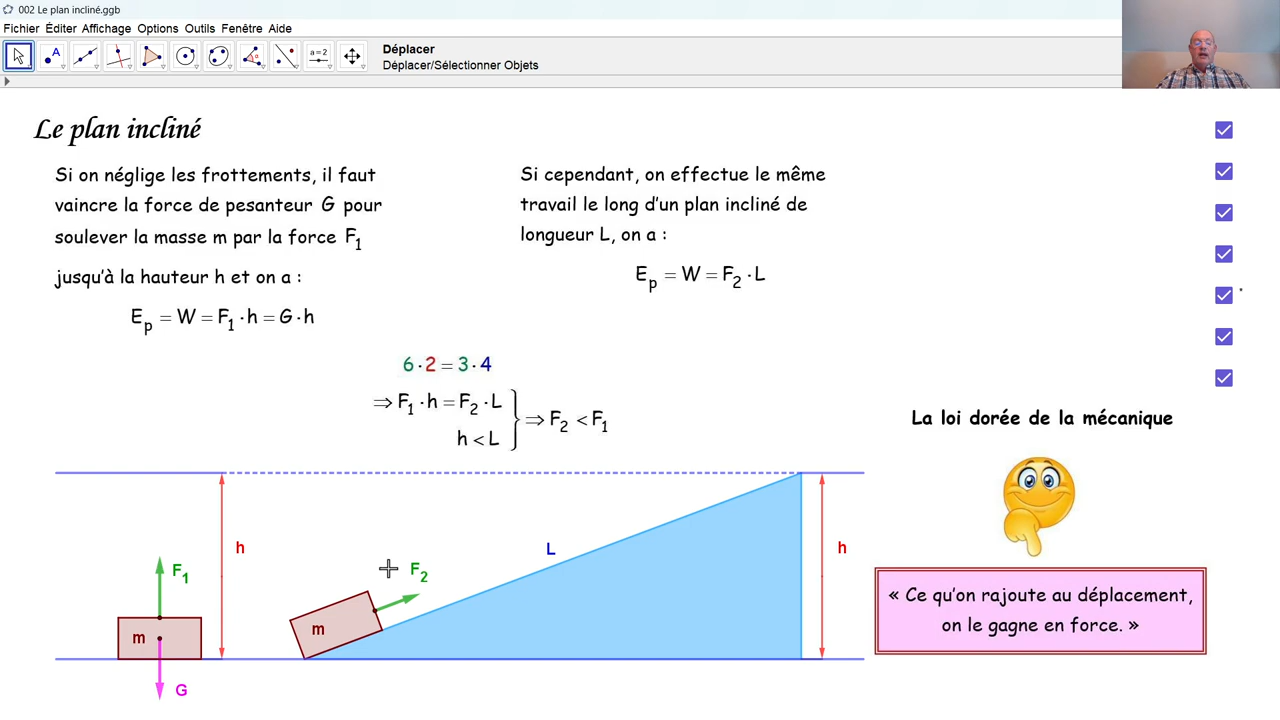 002 Le plan incliné.ggb
Fichier Éditer Affichage Options Outils Fenêtre Aide
A
a=2
Déplacer
Déplacer/Sélectionner Objets
Le plan incliné
Si on néglige les frottements, il faut
vaincre la force de pesanteur G pour
soulever la masse m par la force F₁
jusqu'à la hauteur h et on a :
Eₚ = W = F₁ · h = G · h
Si cependant, on effectue le même
travail le long d'un plan incliné de
longueur L, on a :
Eₚ = W = F₂ · L
6 · 2 = 3 · 4
⇒ F₁ · h = F₂ · L
h < L
⇒ F₂ < F₁
La loi dorée de la mécanique
« Ce qu'on rajoute au déplacement,
on le gagne en force. »
F₁
m
G
h
m
F₂
L
h